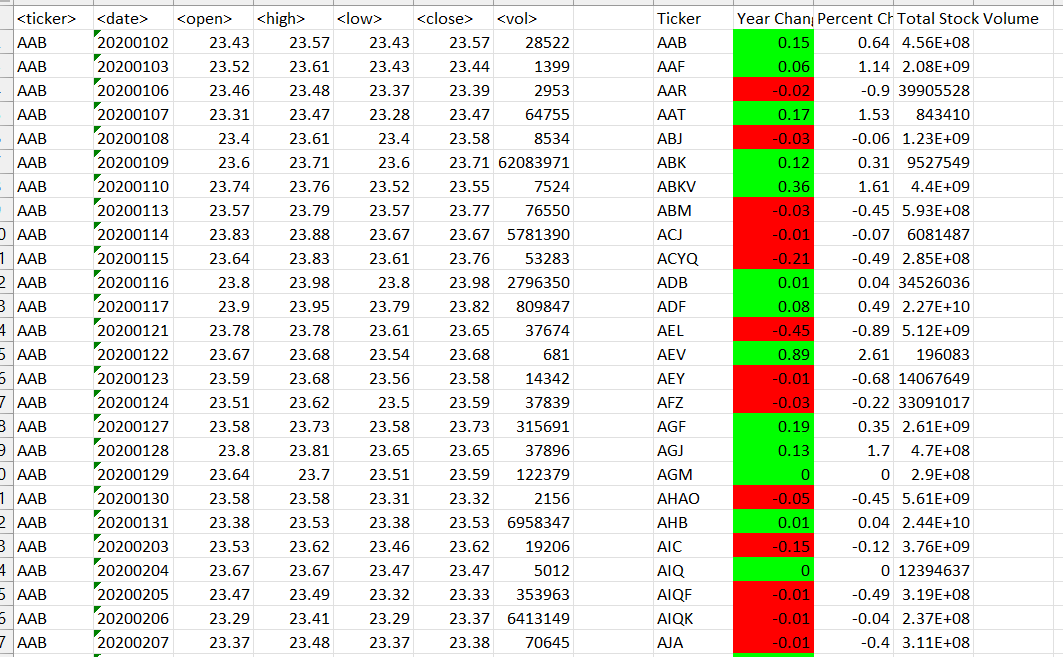 <ticker> <date> <open> <high> <low> <close> <vol> Ticker Year Chang Percent Ch Total Stock Volume
AAB 20200102 23.43 23.57 23.43 23.57 28522 AAB 0.15 0.64 4.56E+08
AAB 20200103 23.52 23.61 23.43 23.44 1399 AAF 0.06 1.14 2.08E+09
AAB 20200106 23.46 23.48 23.37 23.39 2953 AAR -0.02 -0.9 39905528
AAB 20200107 23.31 23.47 23.28 23.47 64755 AAT 0.17 1.53 843410
AAB 20200108 23.4 23.61 23.4 23.58 8534 ABJ -0.03 -0.06 1.23E+09
AAB 20200109 23.6 23.71 23.6 23.71 62083971 ABK 0.12 0.31 9527549
AAB 20200110 23.74 23.76 23.52 23.55 7524 ABKV 0.36 1.61 4.4E+09
AAB 20200113 23.57 23.79 23.57 23.77 76550 ABM -0.03 -0.45 5.93E+08
AAB 20200114 23.83 23.88 23.67 23.67 5781390 ACJ -0.01 -0.07 6081487
AAB 20200115 23.64 23.83 23.61 23.76 53283 ACYQ -0.21 -0.49 2.85E+08
AAB 20200116 23.8 23.98 23.8 23.98 2796350 ADB 0.01 0.04 34526036
AAB 20200117 23.9 23.95 23.79 23.82 809847 ADF 0.08 0.49 2.27E+10
AAB 20200121 23.78 23.78 23.61 23.65 37674 AEL -0.45 -0.89 5.12E+09
AAB 20200122 23.67 23.68 23.54 23.68 681 AEV 0.89 2.61 196083
AAB 20200123 23.59 23.68 23.56 23.58 14342 AEY -0.01 -0.68 14067649
AAB 20200124 23.51 23.62 23.5 23.59 37839 AFZ -0.03 -0.22 33091017
AAB 20200127 23.58 23.73 23.58 23.73 315691 AGF 0.19 0.35 2.61E+09
AAB 20200128 23.8 23.81 23.65 23.65 37896 AGJ 0.13 1.7 4.7E+08
AAB 20200129 23.64 23.7 23.51 23.59 122379 AGM 0 0 2.9E+08
AAB 20200130 23.58 23.58 23.31 23.32 2156 AHAO -0.05 -0.45 5.61E+09
AAB 20200131 23.38 23.53 23.38 23.53 6958347 AHB 0.01 0.04 2.44E+10
AAB 20200203 23.53 23.62 23.46 23.62 19206 AIC -0.15 -0.12 3.76E+09
AAB 20200204 23.67 23.67 23.47 23.47 5012 AIQ 0 0 12394637
AAB 20200205 23.47 23.49 23.32 23.33 353963 AIQF -0.01 -0.49 3.19E+08
AAB 20200206 23.29 23.41 23.29 23.37 6413149 AIQK -0.01 -0.04 2.37E+08
AAB 20200207 23.37 23.48 23.37 23.38 70645 AJA -0.01 -0.4 3.11E+08